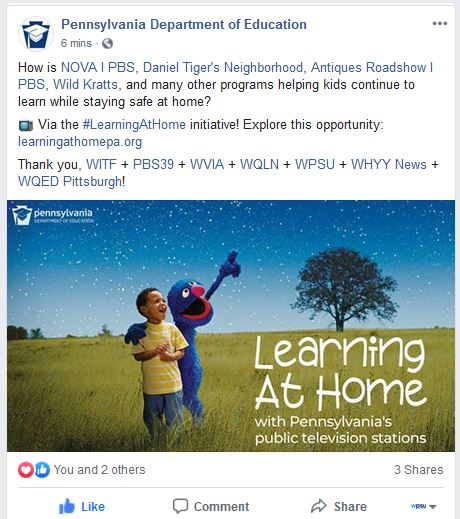 Pennsylvania Department of Education
6 mins ·
How is NOVA | PBS, Daniel Tiger's Neighborhood, Antiques Roadshow |
PBS, Wild Kratts, and many other programs helping kids continue to
learn while staying safe at home?
Via the #LearningAtHome initiative! Explore this opportunity:
learningathomepa.org
Thank you, WITF + PBS39 + WVIA + WQLN + WPSU + WHYY News +
WQED Pittsburgh!
pennsylvania
DEPARTMENT OF EDUCATION
Learning
At Home
with Pennsylvania's
public television stations
You and 2 others
3 Shares
Like
Comment
Share
WPSU